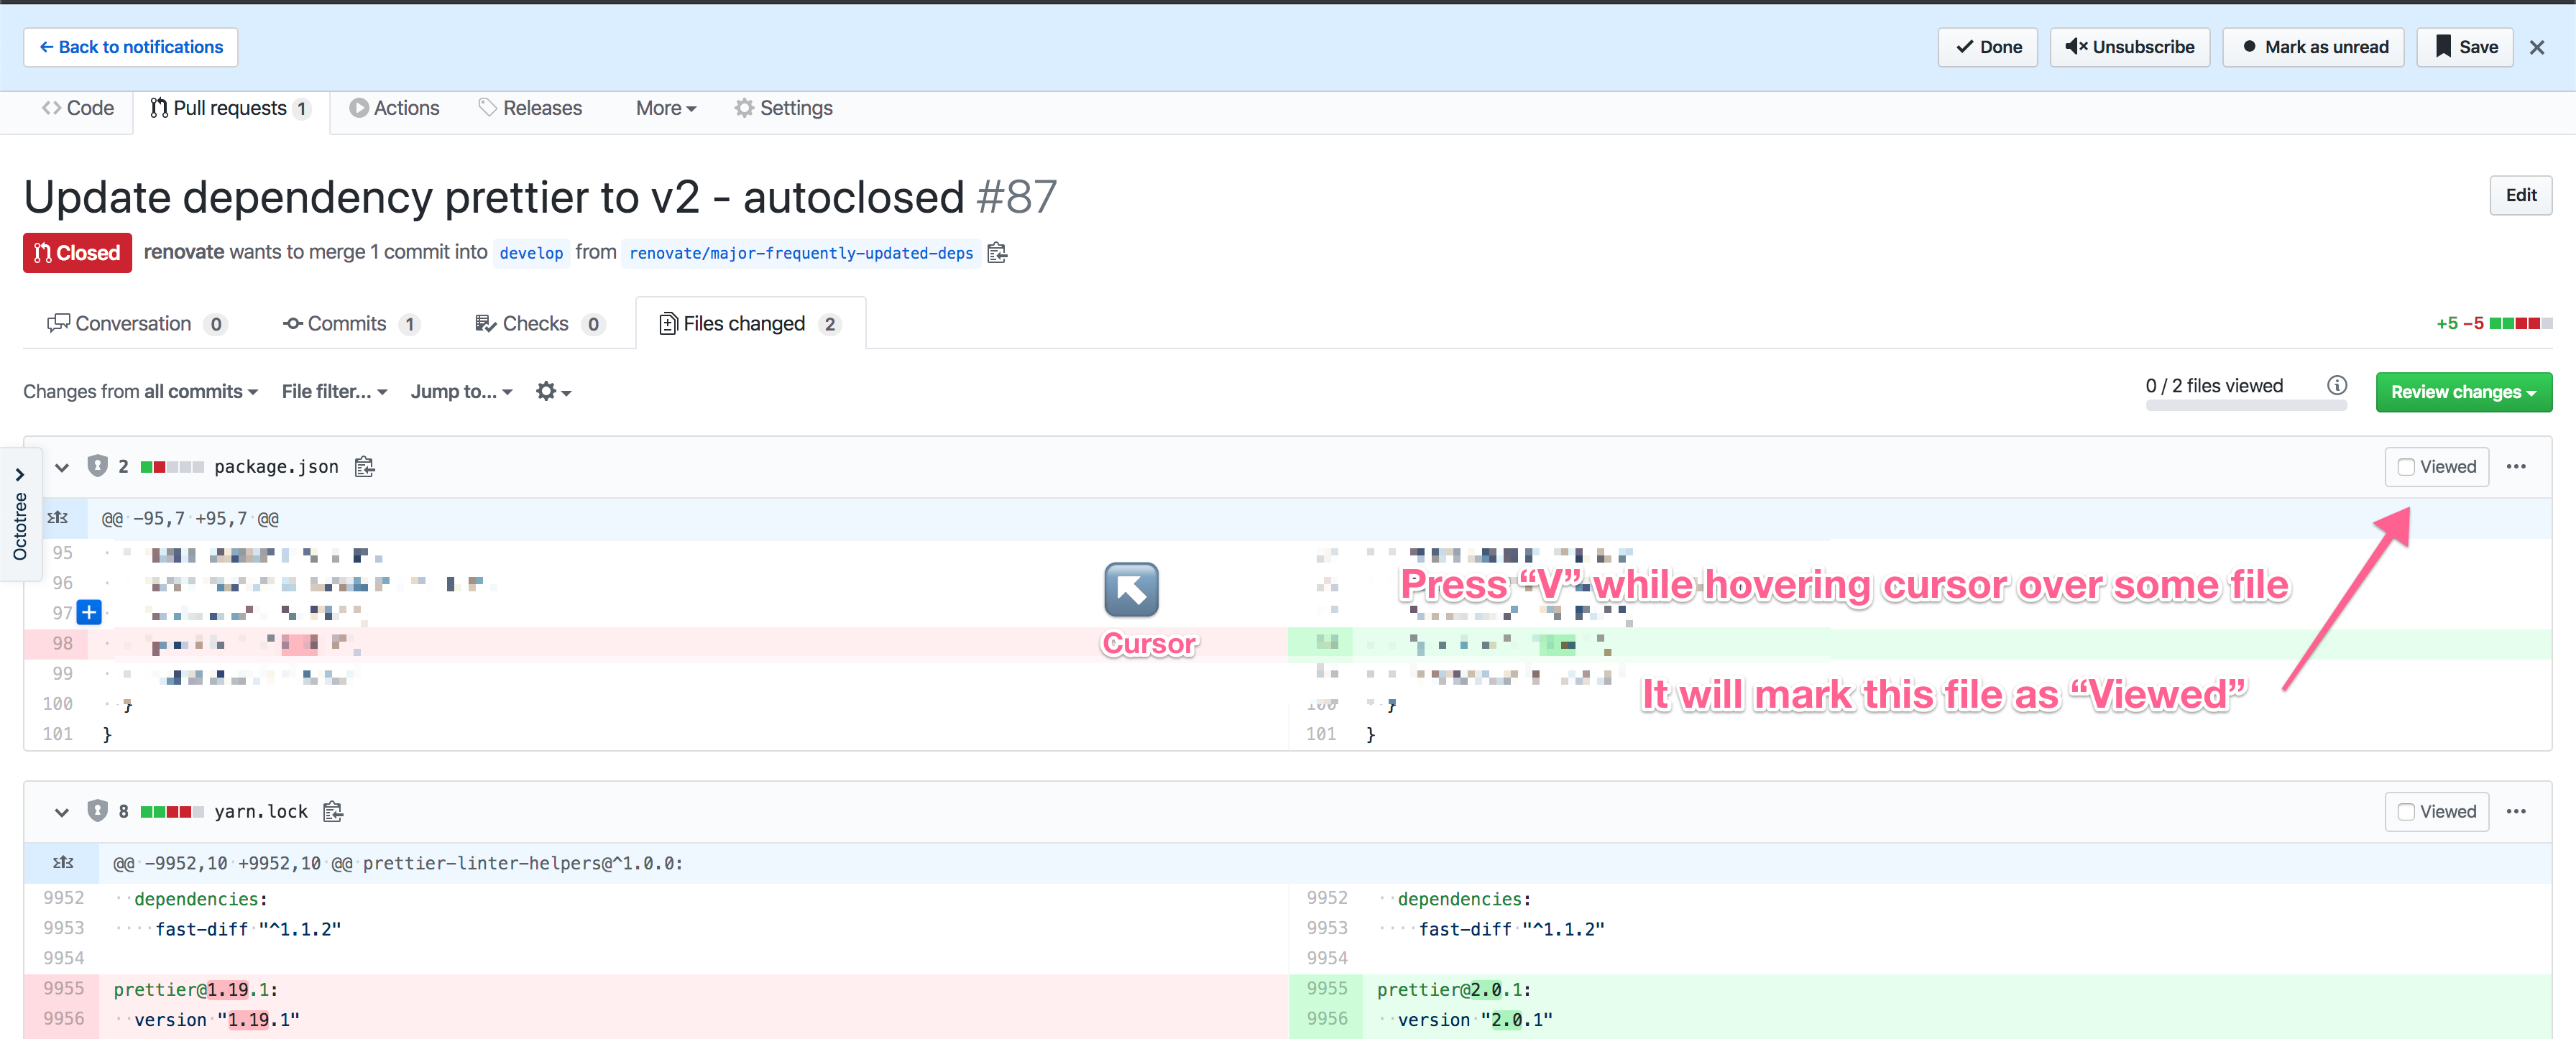 ← Back to notifications
Done
Unsubscribe
Mark as unread
Save
Code
Pull requests 1
Actions
Releases
More
Settings
Update dependency prettier to v2 - autoclosed #87
Edit
Closed
renovate wants to merge 1 commit into develop from renovate/major-frequently-updated-deps
Conversation 0
Commits 1
Checks 0
Files changed 2
+5 −5
Changes from all commits
File filter...
Jump to...
0 / 2 files viewed
Review changes
Octotree
2 package.json
Viewed
@@ -95,7 +95,7 @@
95
96
97
98
99
100 }
101 }
100 }
101 }
Cursor
Press “V” while hovering cursor over some file
It will mark this file as “Viewed”
8 yarn.lock
Viewed
@@ -9952,10 +9952,10 @@ prettier-linter-helpers@^1.0.0:
9952 dependencies:
9953 fast-diff "^1.1.2"
9954
9955 prettier@1.19.1:
9956 version "1.19.1"
9952 dependencies:
9953 fast-diff "^1.1.2"
9954
9955 prettier@2.0.1:
9956 version "2.0.1"